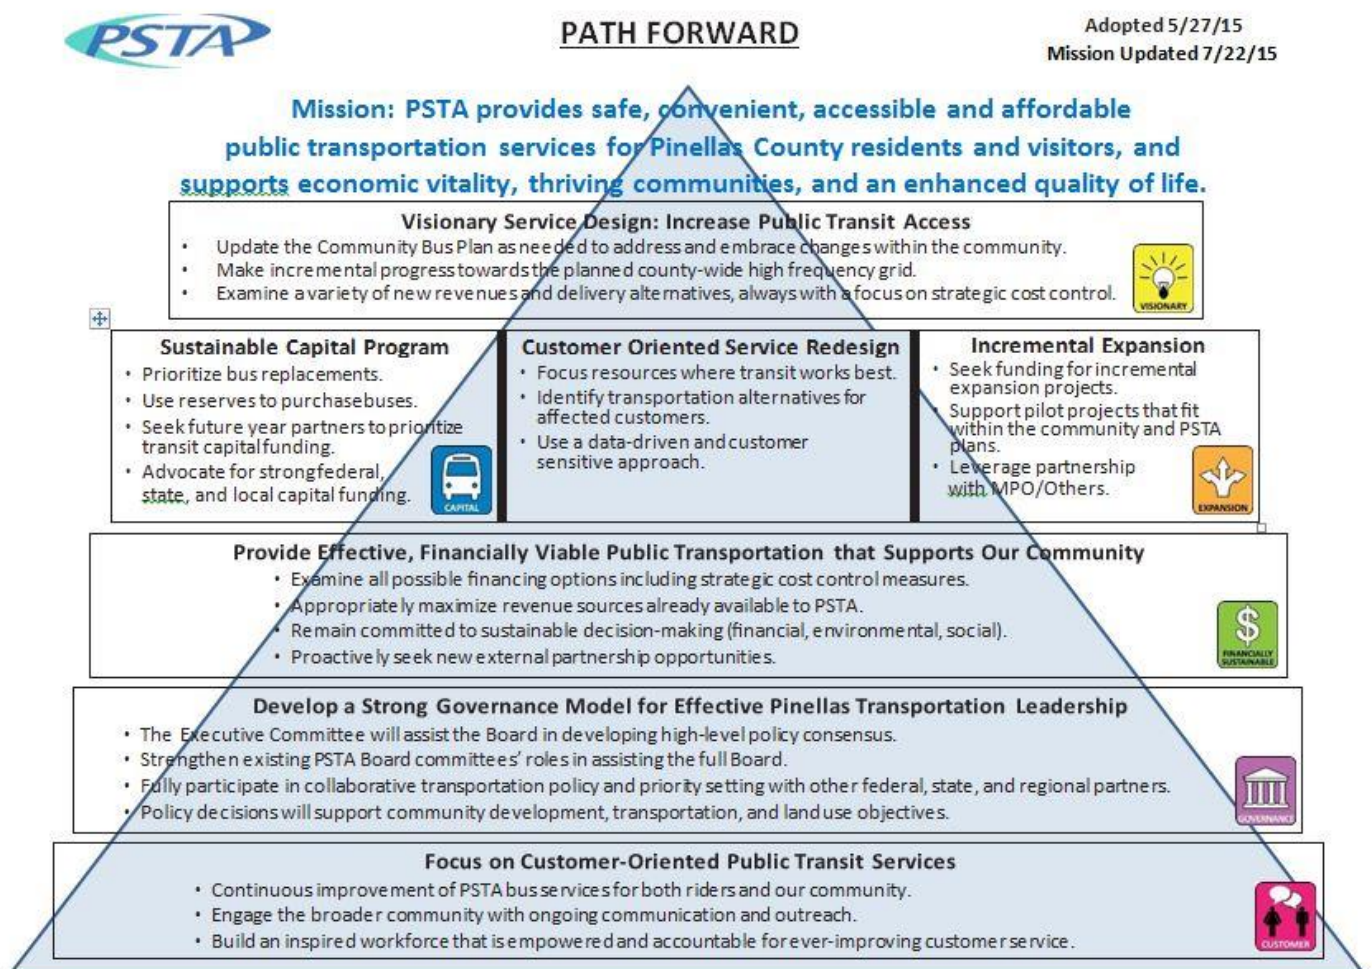 PSTA
PATH FORWARD
Adopted 5/27/15
Mission Updated 7/22/15
Mission: PSTA provides safe, convenient, accessible and affordable
public transportation services for Pinellas County residents and visitors, and
supports economic vitality, thriving communities, and an enhanced quality of life.
Visionary Service Design: Increase Public Transit Access
• Update the Community Bus Plan as needed to address and embrace changes within the community.
• Make incremental progress towards the planned county-wide high frequency grid.
• Examine a variety of new revenues and delivery alternatives, always with a focus on strategic cost control.
VISIONARY
Sustainable Capital Program
• Prioritize bus replacements.
• Use reserves to purchase buses.
• Seek future year partners to prioritize
transit capital funding.
• Advocate for strong federal,
state, and local capital funding.
CAPITAL
Customer Oriented Service Redesign
• Focus resources where transit works best.
• Identify transportation alternatives for
affected customers.
• Use a data-driven and customer
sensitive approach.
Incremental Expansion
• Seek funding for incremental
expansion projects.
• Support pilot projects that fit
within the community and PSTA
plans.
• Leverage partnership
with MPO/Others.
EXPANSION
Provide Effective, Financially Viable Public Transportation that Supports Our Community
• Examine all possible financing options including strategic cost control measures.
• Appropriately maximize revenue sources already available to PSTA.
• Remain committed to sustainable decision-making (financial, environmental, social).
• Proactively seek new external partnership opportunities.
$
FINANCIALLY
SUSTAINABLE
Develop a Strong Governance Model for Effective Pinellas Transportation Leadership
• The Executive Committee will assist the Board in developing high-level policy consensus.
• Strengthen existing PSTA Board committees' roles in assisting the full Board.
• Fully participate in collaborative transportation policy and priority setting with other federal, state, and regional partners.
• Policy decisions will support community development, transportation, and land use objectives.
GOVERNANCE
Focus on Customer-Oriented Public Transit Services
• Continuous improvement of PSTA bus services for both riders and our community.
• Engage the broader community with ongoing communication and outreach.
• Build an inspired workforce that is empowered and accountable for ever-improving customer service.
CUSTOMER